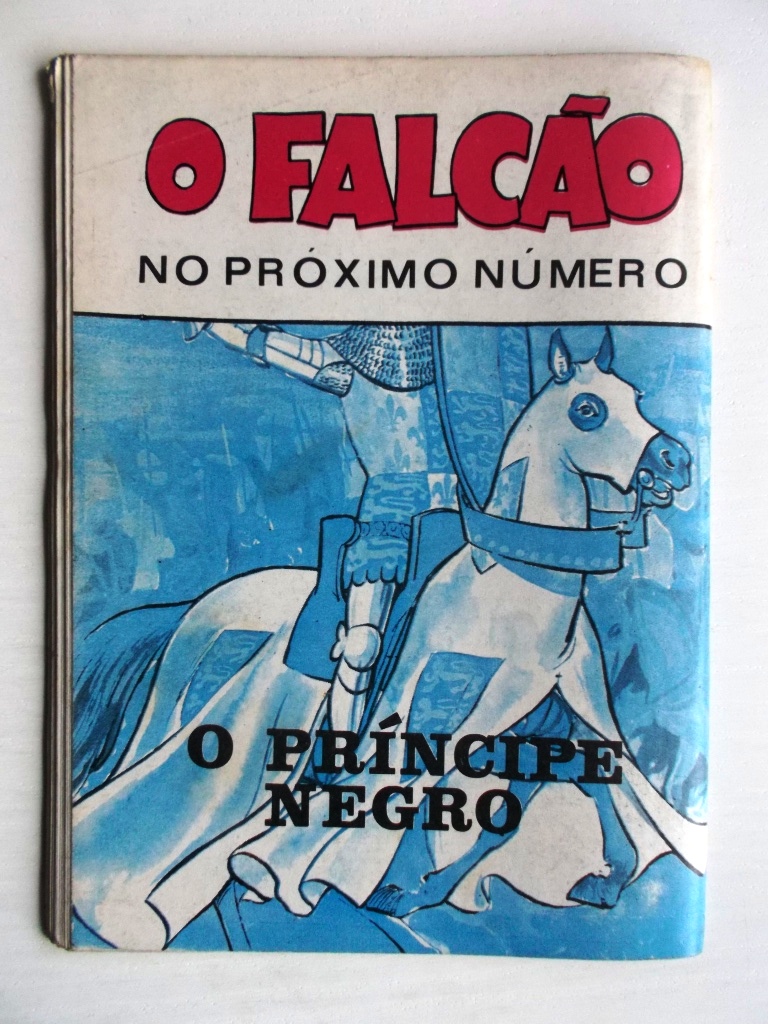 O FALCÃO
NO PRÓXIMO NÚMERO
O PRÍNCIPE
NEGRO